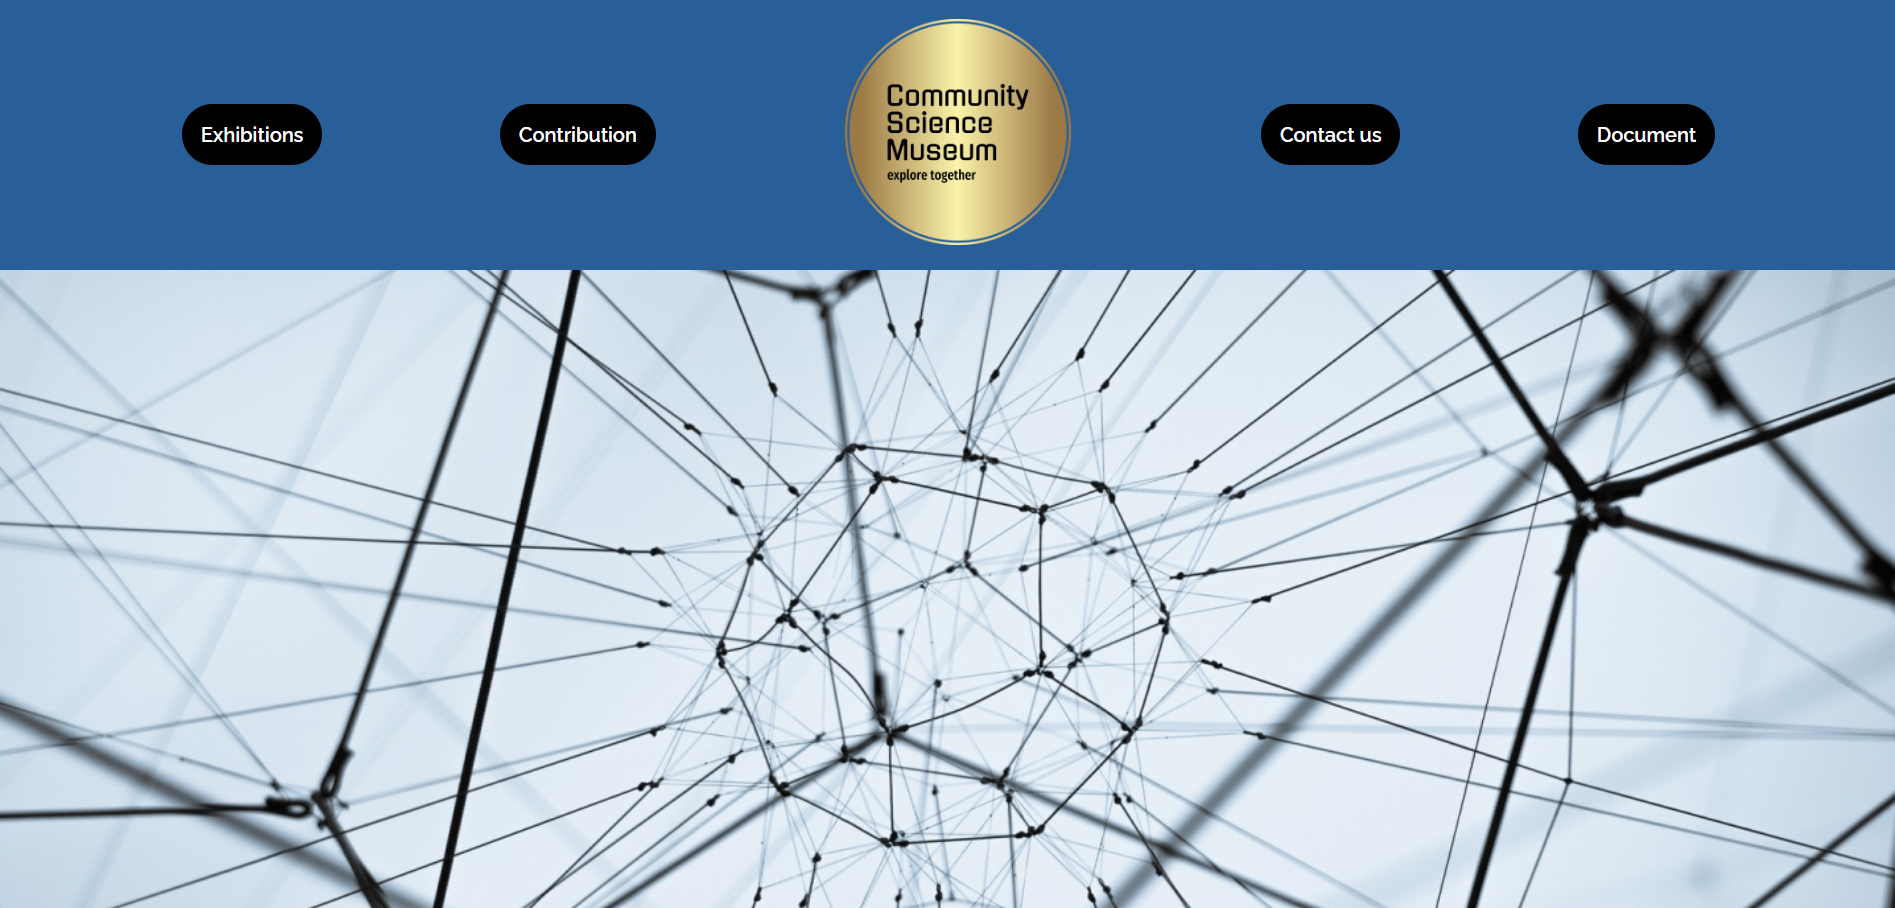 Exhibitions
Contribution
Community
Science
Museum
explore together
Contact us
Document